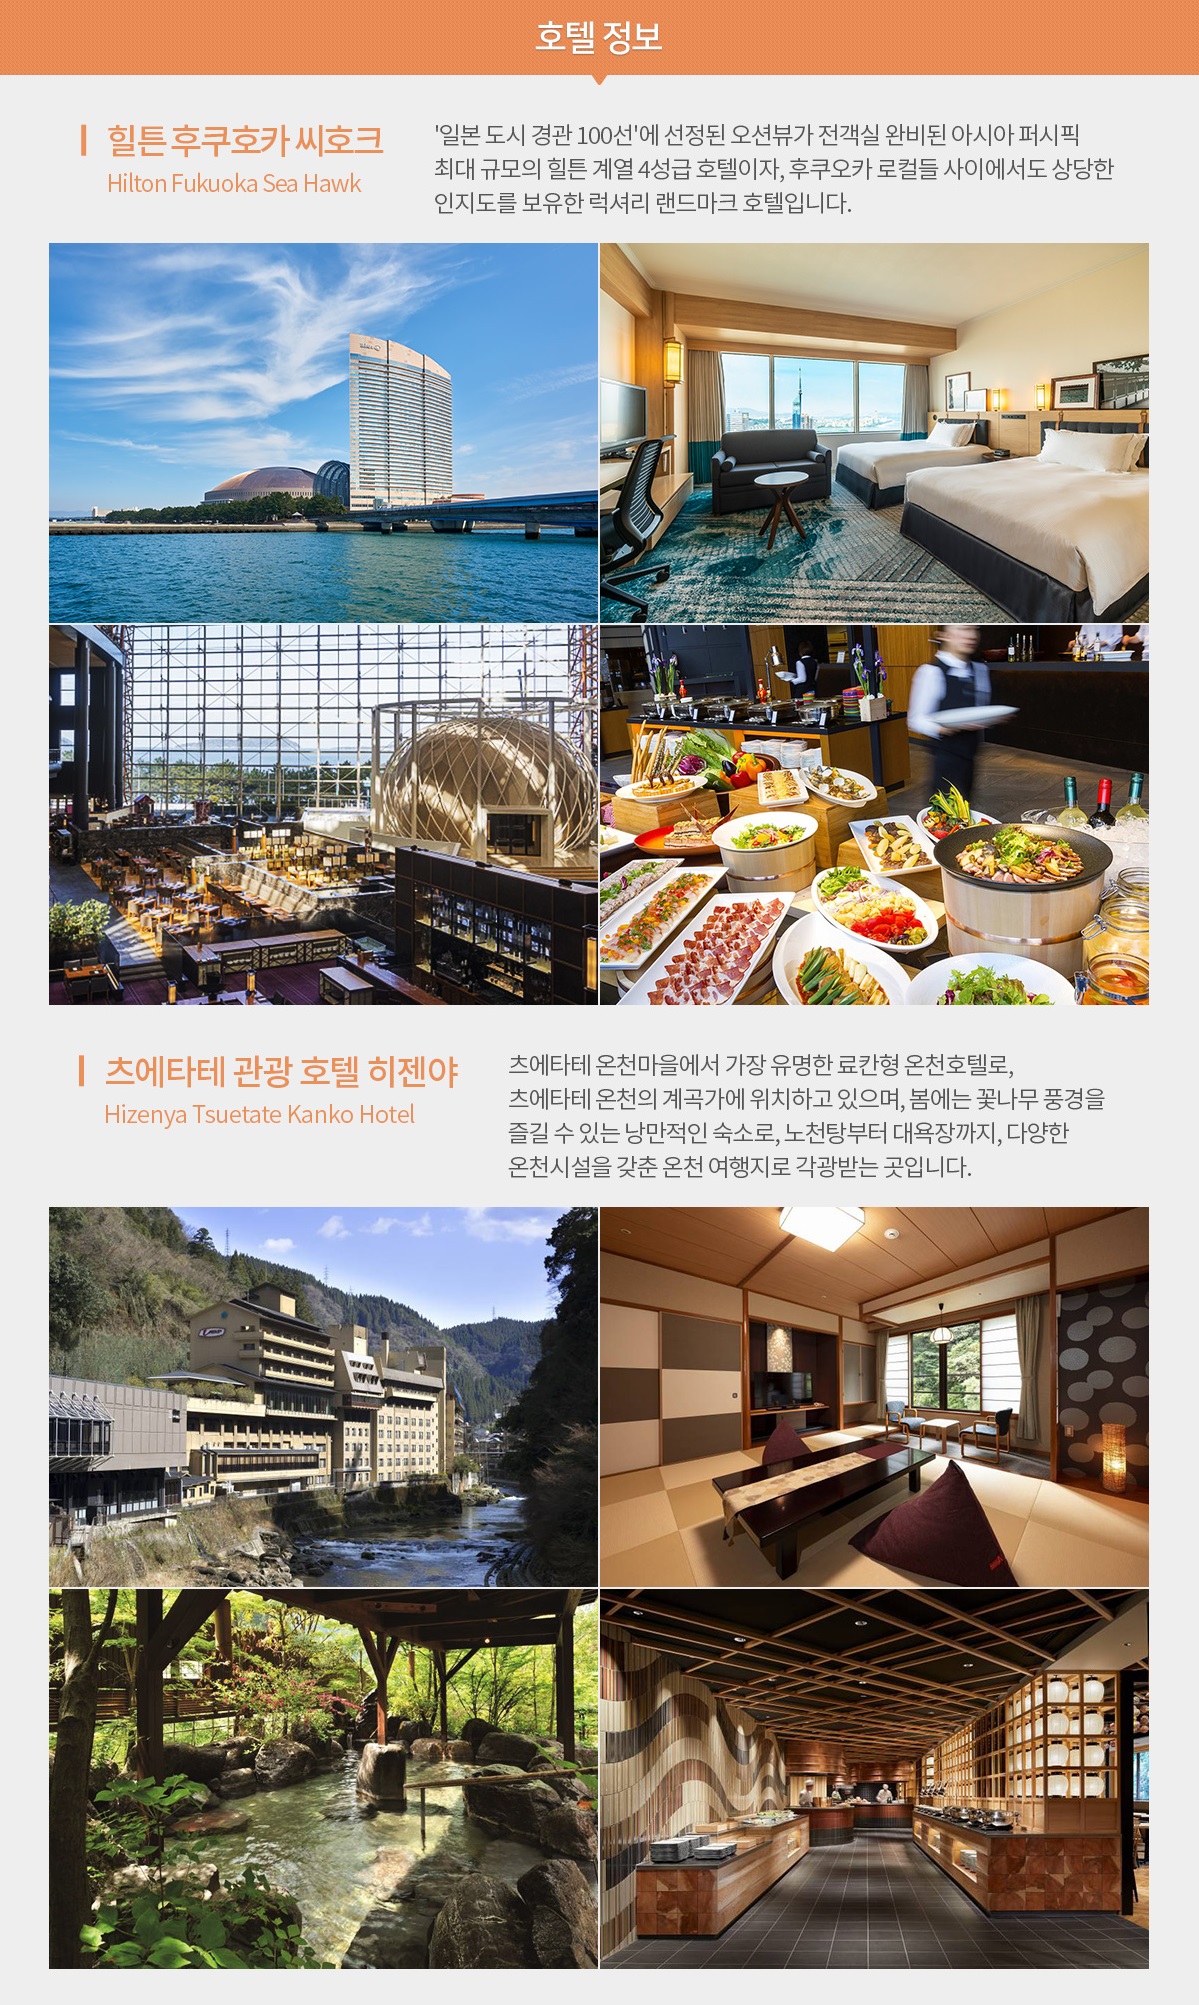 호텔 정보
힐튼 후쿠호카 씨호크
Hilton Fukuoka Sea Hawk
'일본 도시 경관 100선'에 선정된 오션뷰가 전객실 완비된 아시아 퍼시픽
최대 규모의 힐튼 계열 4성급 호텔이자, 후쿠오카 로컬들 사이에서도 상당한
인지도를 보유한 럭셔리 랜드마크 호텔입니다.
츠에타테 관광 호텔 히젠야
Hizenya Tsuetate Kanko Hotel
츠에타테 온천마을에서 가장 유명한 료칸형 온천호텔로,
츠에타테 온천의 계곡가에 위치하고 있으며, 봄에는 꽃나무 풍경을
즐길 수 있는 낭만적인 숙소로, 노천탕부터 대욕장까지, 다양한
온천시설을 갖춘 온천 여행지로 각광받는 곳입니다.